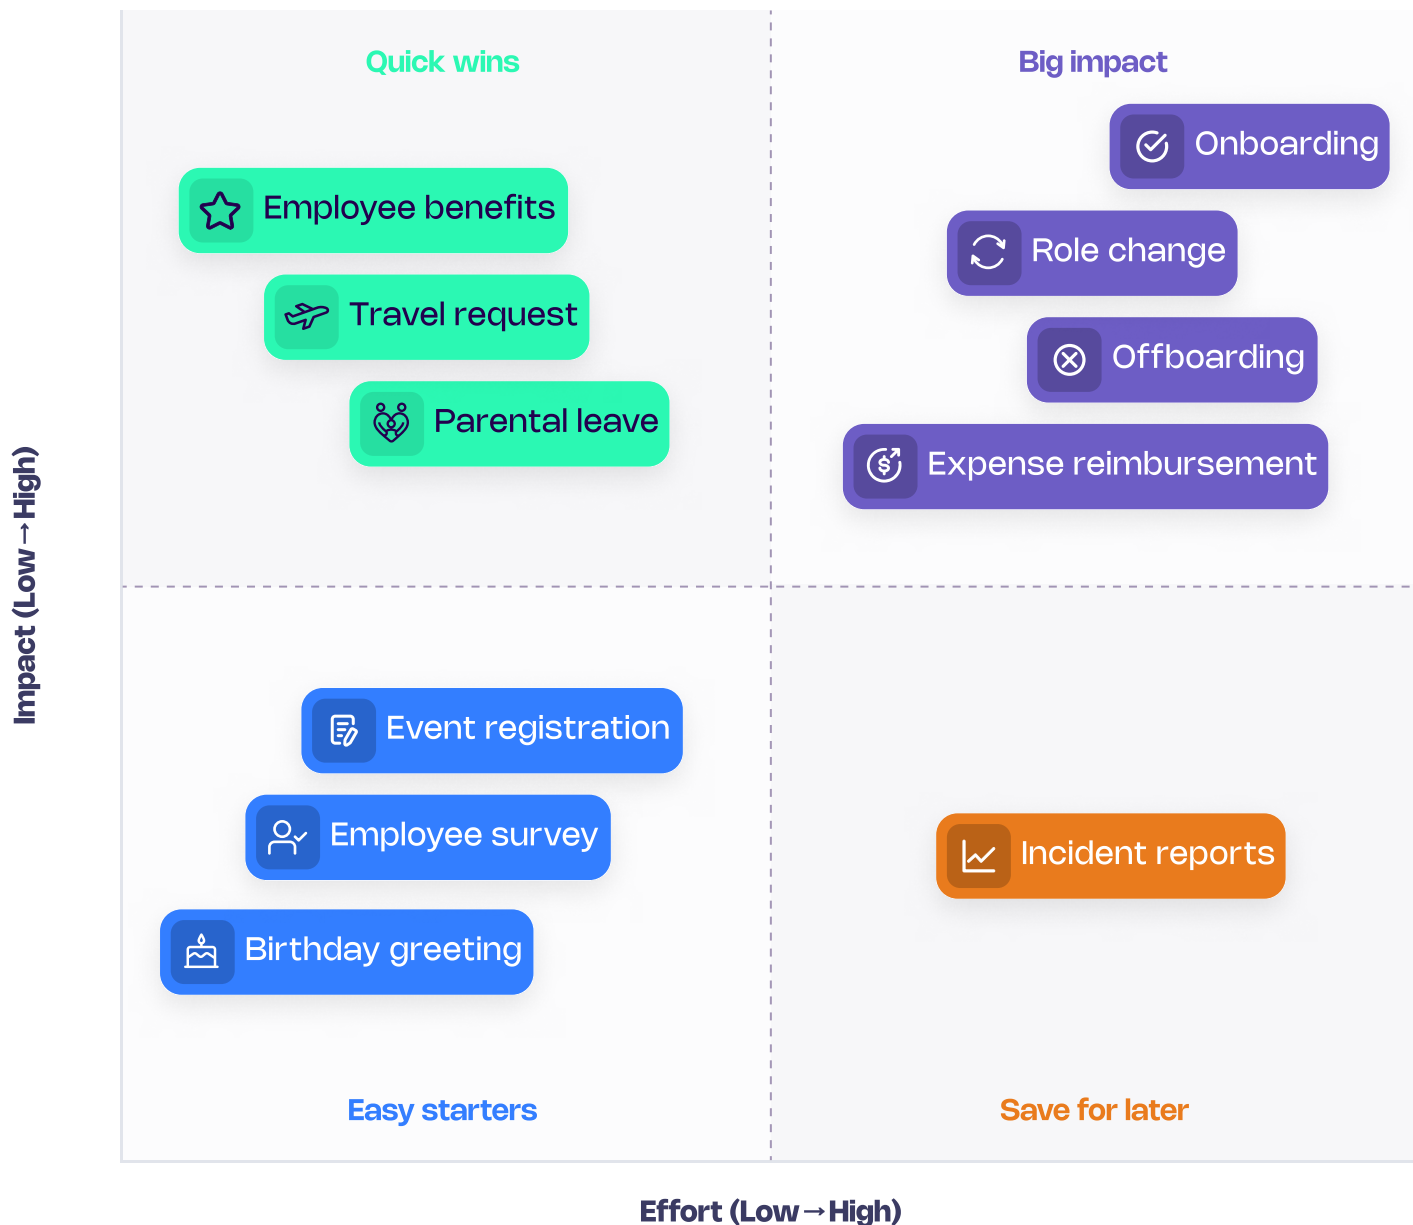 Quick wins
Big impact
Employee benefits
Travel request
Parental leave
Onboarding
Role change
Offboarding
Expense reimbursement
Impact (Low→High)
Event registration
Employee survey
Birthday greeting
Incident reports
Easy starters
Save for later
Effort (Low→High)